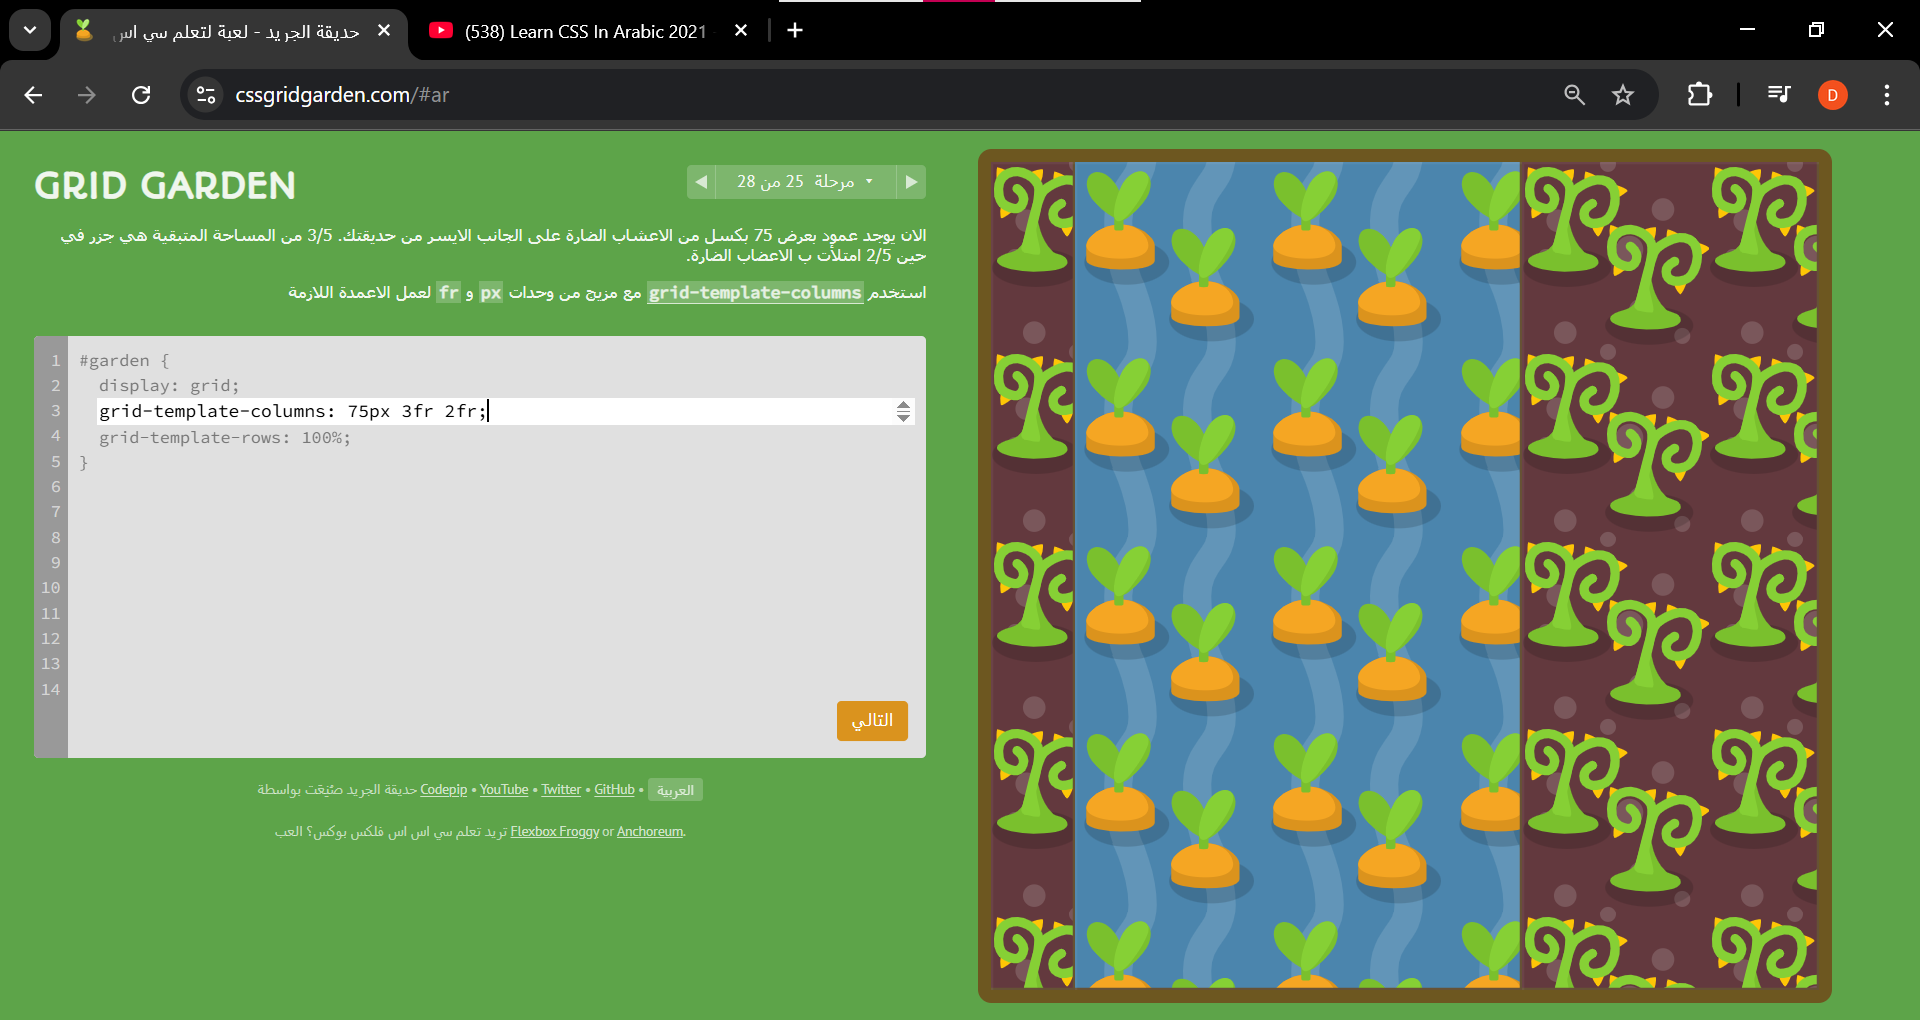 حديقة الجريد - لعبة لتعلم سي اس
(538) Learn CSS In Arabic 2021
cssgridgarden.com/#ar
D
GRID GARDEN
مرحلة 25 من 28
الان يوجد عمود بعرض 75 بكسل من الاعشاب الضارة على الجانب الايسر من حديقتك. 3/5 من المساحة المتبقية هي جزر في
حين 2/5 امتلأت ب الاعضاب الضارة.
استخدم grid-template-columns مع مزيج من وحدات px و fr لعمل الاعمدة اللازمة
1 #garden {
2 display: grid;
3 grid-template-columns: 75px 3fr 2fr;
4 grid-template-rows: 100%;
5 }
6
7
8
9
10
11
12
13
14
التالي
حديقة الجريد صُنِعَت بواسطة Codepip • YouTube • Twitter • GitHub • العربية
تريد تعلم سي اس اس فلكس بوكس؟ العب Flexbox Froggy or Anchoreum.